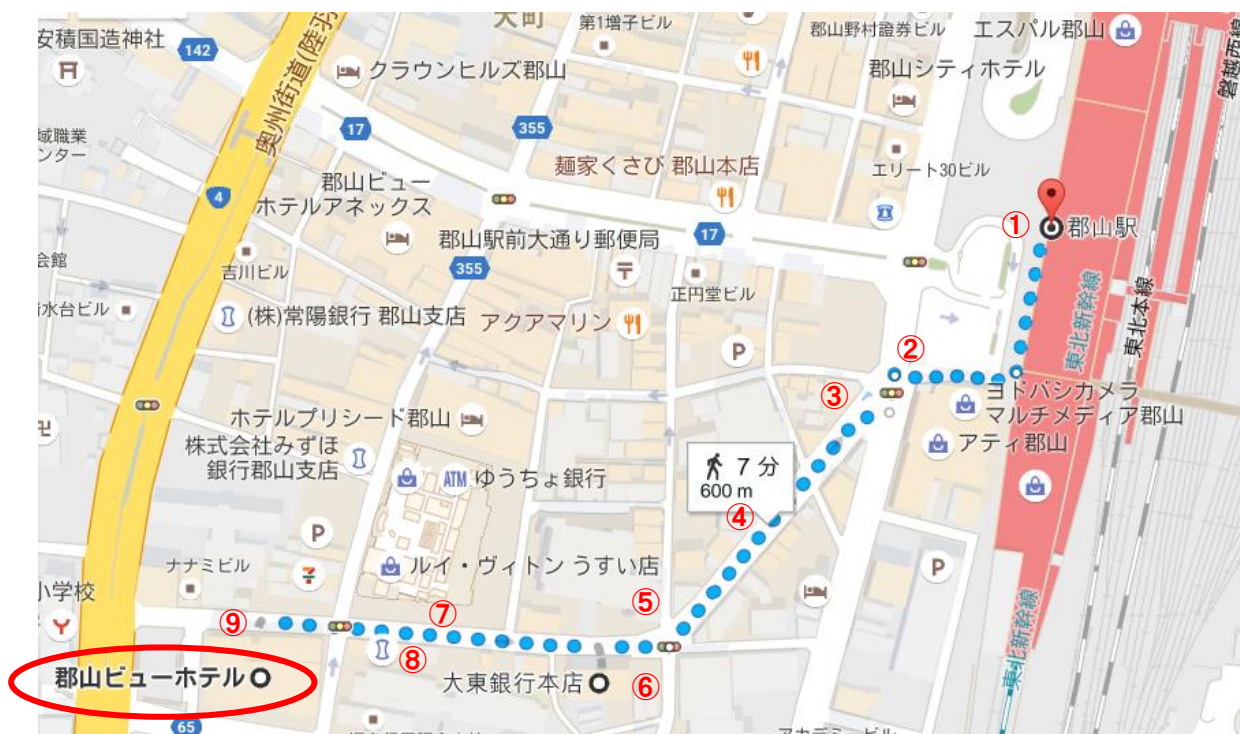 大町
第1増子ビル
郡山野村證券ビル
エスパル郡山
磐越西線
安積国造神社
142
奥州街道(陸羽
クラウンヒルズ郡山
郡山シティホテル
域職業
ンター
17
355
麺家くさび 郡山本店
エリート30ビル
4
郡山ビュー
ホテルアネックス
①
郡山駅
会館
吉川ビル
郡山駅前大通り郵便局
17
355
正円堂ビル
東北新幹線
東北本線
水台ビル
(株)常陽銀行 郡山支店
アクアマリン
P
②
③
ヨドバシカメラ
マルチメディア郡山
ホテルプリシード郡山
株式会社みずほ
銀行郡山支店
アティ郡山
ATM
ゆうちょ銀行
7 分
600 m
④
P
ナナミビル
ルイ・ヴィトン うすい店
P
小学校
⑤
⑦
⑨
⑧
東北新幹線
郡山ビューホテル
大東銀行本店
⑥
65